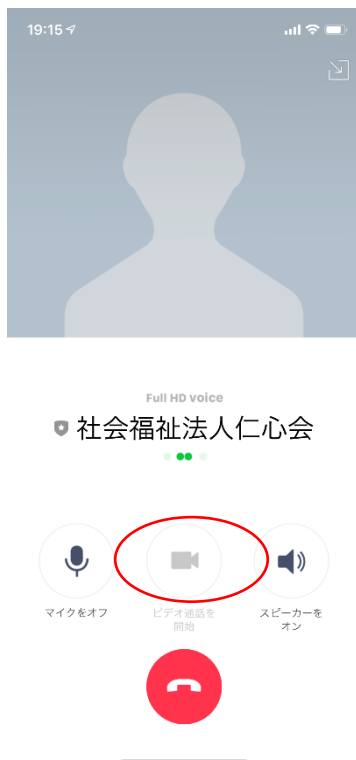 19:15
Full HD voice
社会福祉法人仁心会
マイクをオフ
ビデオ通話を
開始
スピーカーを
オン